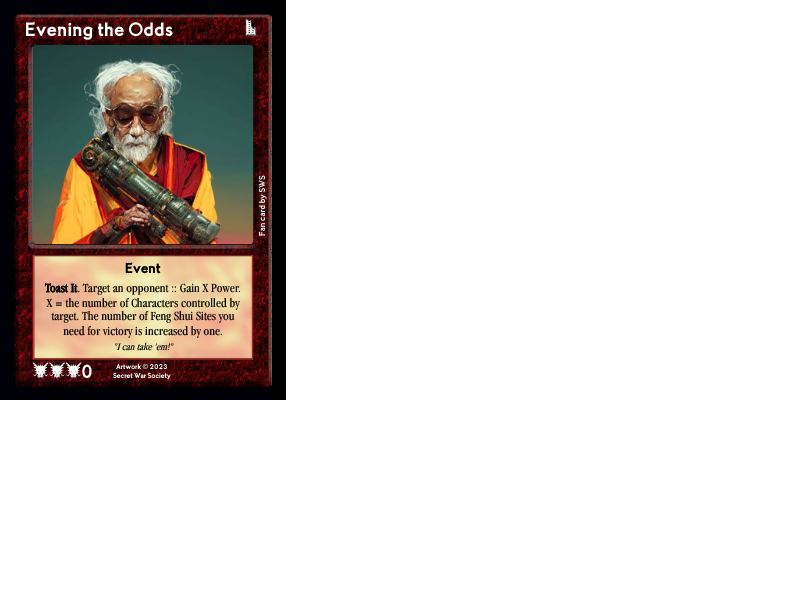 Evening the Odds
Fan card by SWS
Event
Toast It. Target an opponent :: Gain X Power.
X = the number of Characters controlled by
target. The number of Feng Shui Sites you
need for victory is increased by one.
"I can take 'em!"
0
Artwork © 2023
Secret War Society